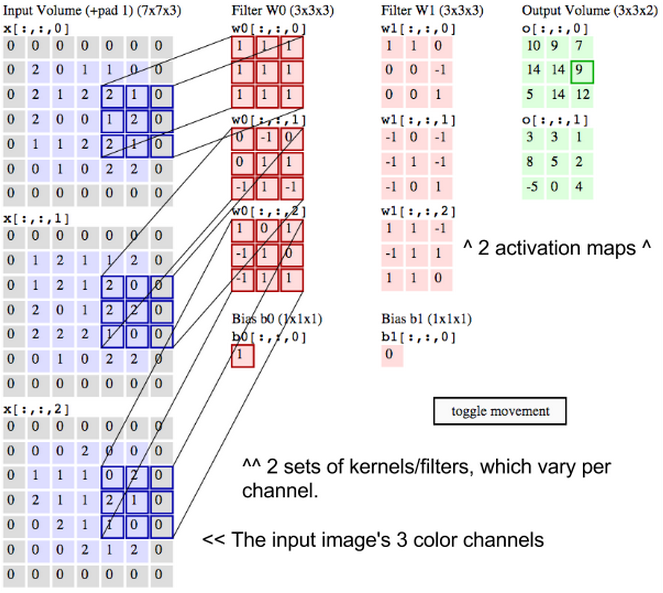 Input Volume (+pad 1) (7x7x3)
x[:,:,0]
0 0 0 0 0 0 0
0 2 0 1 1 0 0
0 2 1 2 2 1 0
0 2 0 0 1 2 0
0 1 1 2 2 1 0
0 0 1 0 2 2 0
0 0 0 0 0 0 0
x[:,:,1]
0 0 0 0 0 0 0
0 1 2 1 1 2 0
0 1 2 1 2 0 0
0 2 0 1 2 2 0
0 2 2 2 1 0 0
0 0 1 0 2 2 0
0 0 0 0 0 0 0
x[:,:,2]
0 0 0 0 0 0 0
0 0 0 2 0 0 0
0 1 1 1 0 2 0
0 2 1 1 2 1 0
0 0 2 1 1 0 0
0 0 0 2 1 2 0
0 0 0 0 0 0 0
Filter W0 (3x3x3)
w0[:,:,0]
1 1 1
1 1 1
1 1 1
w0[:,:,1]
0 -1 0
0 1 1
-1 1 -1
w0[:,:,2]
1 0 1
-1 1 0
-1 1 1
Bias b0 (1x1x1)
b0[:,:,0]
1
Filter W1 (3x3x3)
w1[:,:,0]
1 1 0
0 0 -1
0 0 1
w1[:,:,1]
-1 0 -1
-1 1 -1
-1 0 1
w1[:,:,2]
1 1 -1
-1 1 1
1 1 0
Bias b1 (1x1x1)
b1[:,:,0]
0
Output Volume (3x3x2)
o[:,:,0]
10 9 7
14 14 9
5 14 12
o[:,:,1]
3 3 1
8 5 2
-5 0 4
^ 2 activation maps ^
toggle movement
^^ 2 sets of kernels/filters, which vary per
channel.
<< The input image's 3 color channels